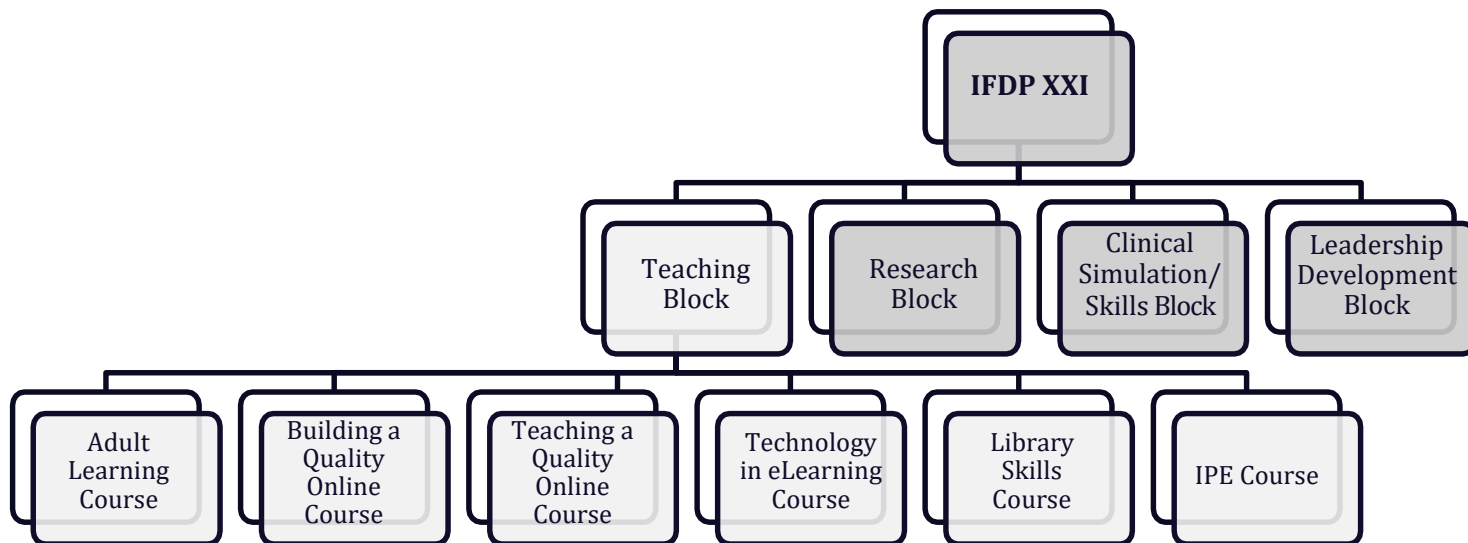 IFDP XXI
Teaching
Block
Research
Block
Clinical
Simulation/
Skills Block
Leadership
Development
Block
Adult
Learning
Course
Building a
Quality
Online
Course
Teaching a
Quality
Online
Course
Technology
in eLearning
Course
Library
Skills
Course
IPE Course